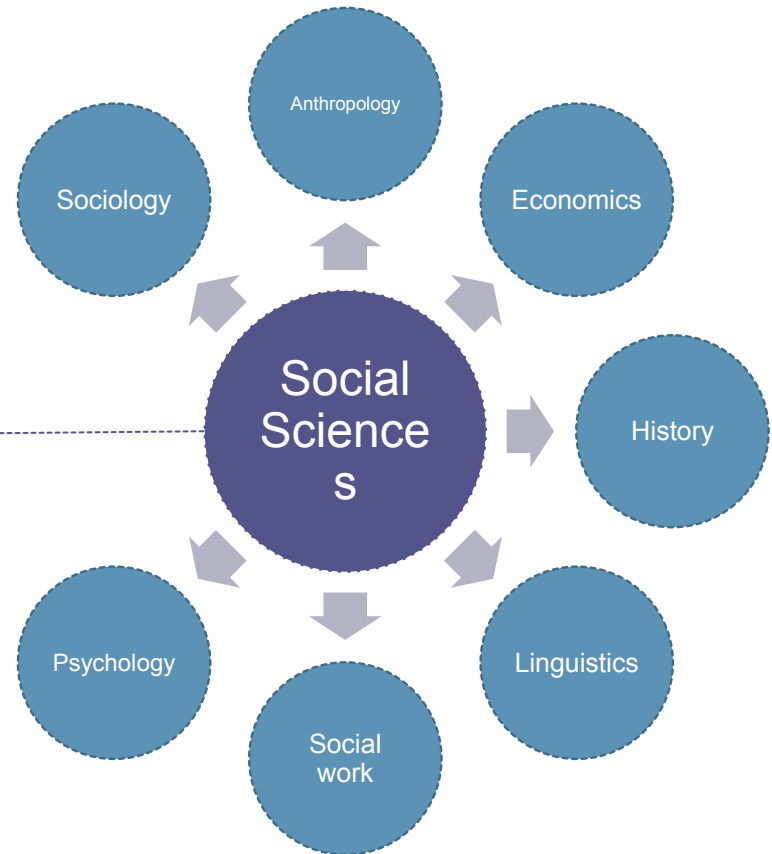 Anthropology
Sociology
Economics
Social
Science
s
History
Psychology
Linguistics
Social
work